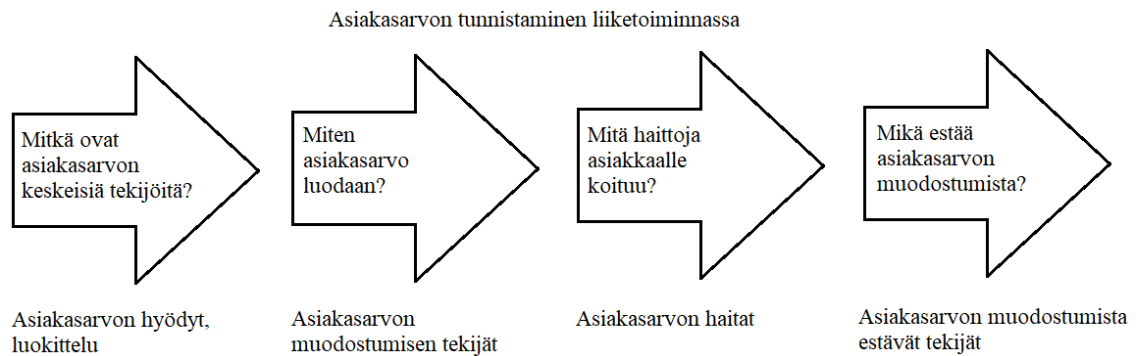 Asiakasarvon tunnistaminen liiketoiminnassa
Mitkä ovat
asiakasarvon
keskeisiä tekijöitä?
Miten
asiakasarvo
luodaan?
Mitä haittoja
asiakkaalle
koituu?
Mikä estää
asiakasarvon
muodostumista?
Asiakasarvon hyödyt,
luokittelu
Asiakasarvon
muodostumisen tekijät
Asiakasarvon haitat
Asiakasarvon muodostumista
estävät tekijät